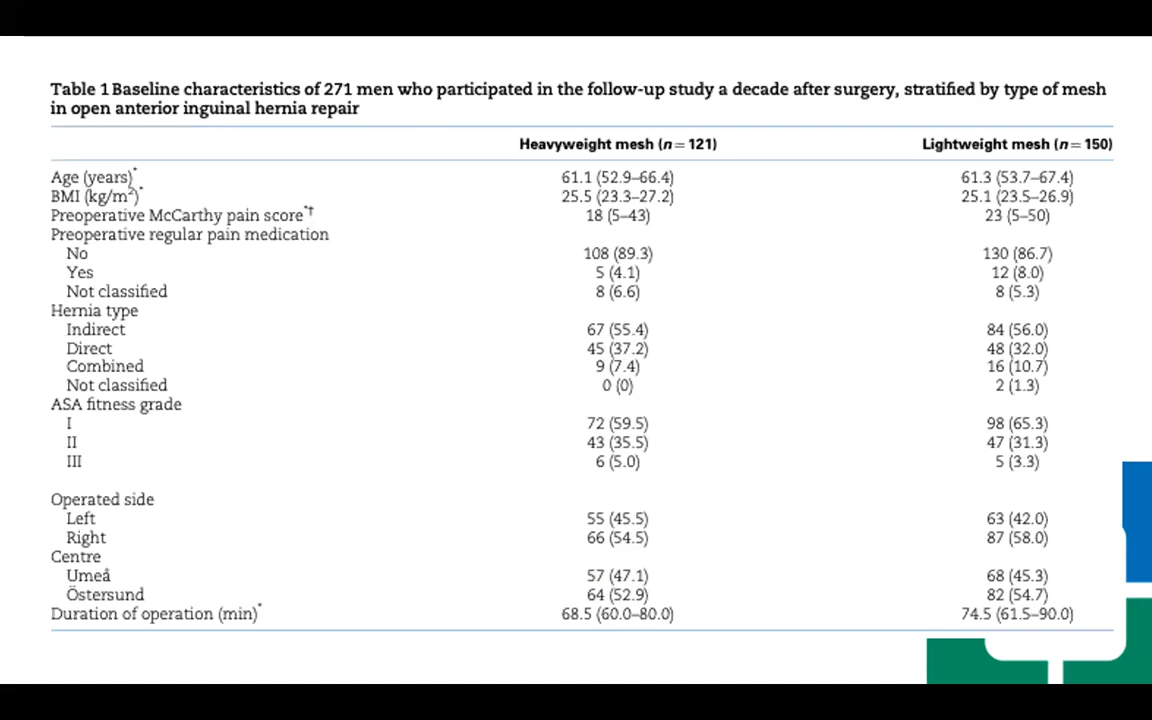 Table 1 Baseline characteristics of 271 men who participated in the follow-up study a decade after surgery, stratified by type of mesh
in open anterior inguinal hernia repair
Heavyweight mesh (n = 121) Lightweight mesh (n = 150)
Age (years)* 61.1 (52.9–66.4) 61.3 (53.7–67.4)
BMI (kg/m²)* 25.5 (23.3–27.2) 25.1 (23.5–26.9)
Preoperative McCarthy pain score*† 18 (5–43) 23 (5–50)
Preoperative regular pain medication
No 108 (89.3) 130 (86.7)
Yes 5 (4.1) 12 (8.0)
Not classified 8 (6.6) 8 (5.3)
Hernia type
Indirect 67 (55.4) 84 (56.0)
Direct 45 (37.2) 48 (32.0)
Combined 9 (7.4) 16 (10.7)
Not classified 0 (0) 2 (1.3)
ASA fitness grade
I 72 (59.5) 98 (65.3)
II 43 (35.5) 47 (31.3)
III 6 (5.0) 5 (3.3)
Operated side
Left 55 (45.5) 63 (42.0)
Right 66 (54.5) 87 (58.0)
Centre
Umeå 57 (47.1) 68 (45.3)
Östersund 64 (52.9) 82 (54.7)
Duration of operation (min)* 68.5 (60.0–80.0) 74.5 (61.5–90.0)